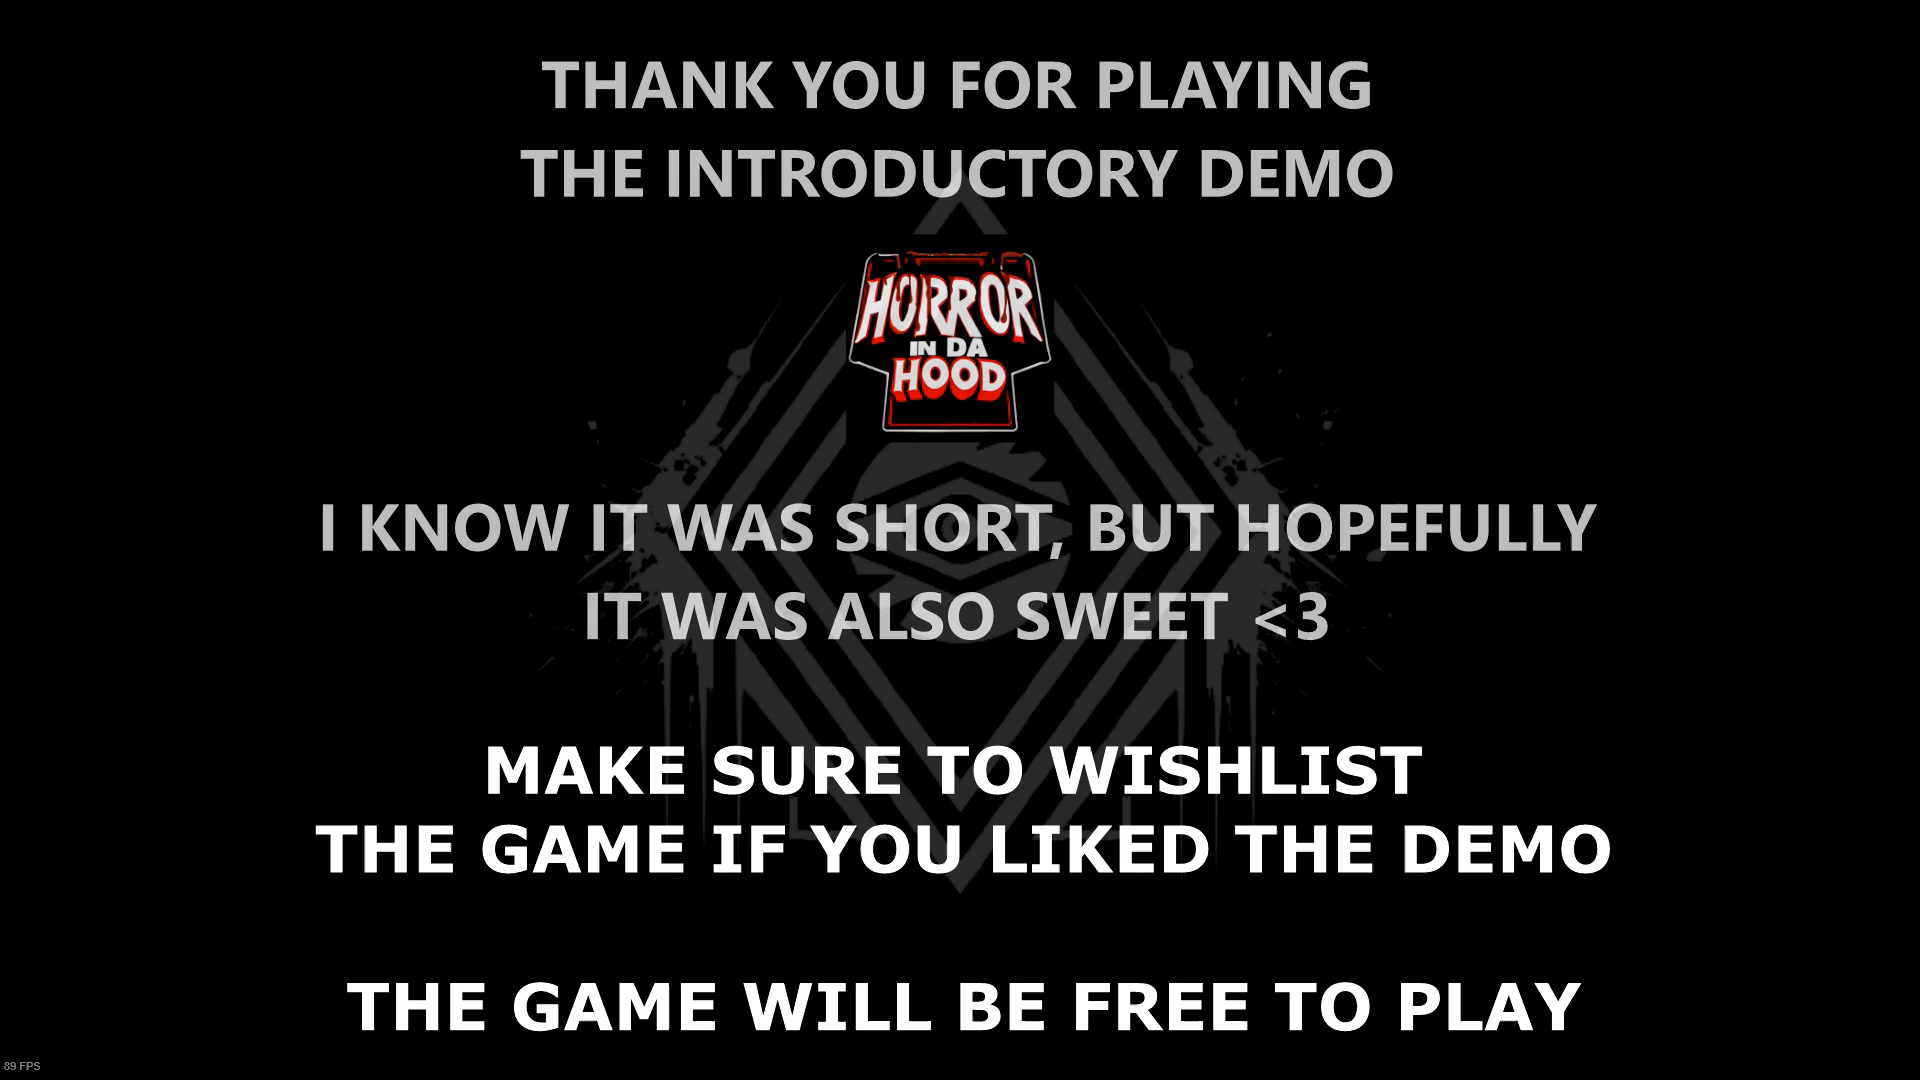 THANK YOU FOR PLAYING
THE INTRODUCTORY DEMO
HORROR
IN DA
HOOD
I KNOW IT WAS SHORT, BUT HOPEFULLY
IT WAS ALSO SWEET <3
MAKE SURE TO WISHLIST
THE GAME IF YOU LIKED THE DEMO
THE GAME WILL BE FREE TO PLAY
89 FPS